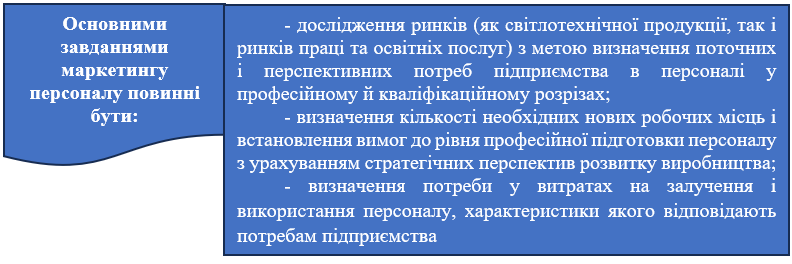 Основними
завданнями
маркетингу
персоналу повинні
бути:
- дослідження ринків (як світлотехнічної продукції, так і
ринків праці та освітніх послуг) з метою визначення поточних
і перспективних потреб підприємства в персоналі у
професійному й кваліфікаційному розрізах;
- визначення кількості необхідних нових робочих місць і
встановлення вимог до рівня професійної підготовки персоналу
з урахуванням стратегічних перспектив розвитку виробництва;
- визначення потреби у витратах на залучення і
використання персоналу, характеристики якого відповідають
потребам підприємства